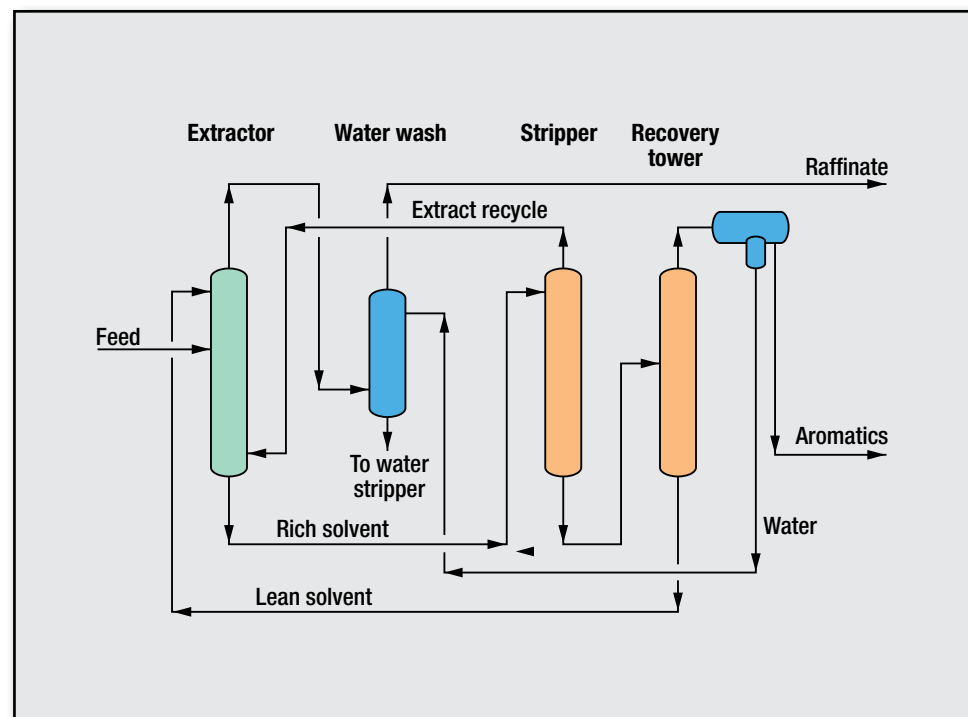 Extractor
Water wash
Stripper
Recovery
tower
Raffinate
Extract recycle
Feed
Aromatics
To water
stripper
Rich solvent
Water
Lean solvent